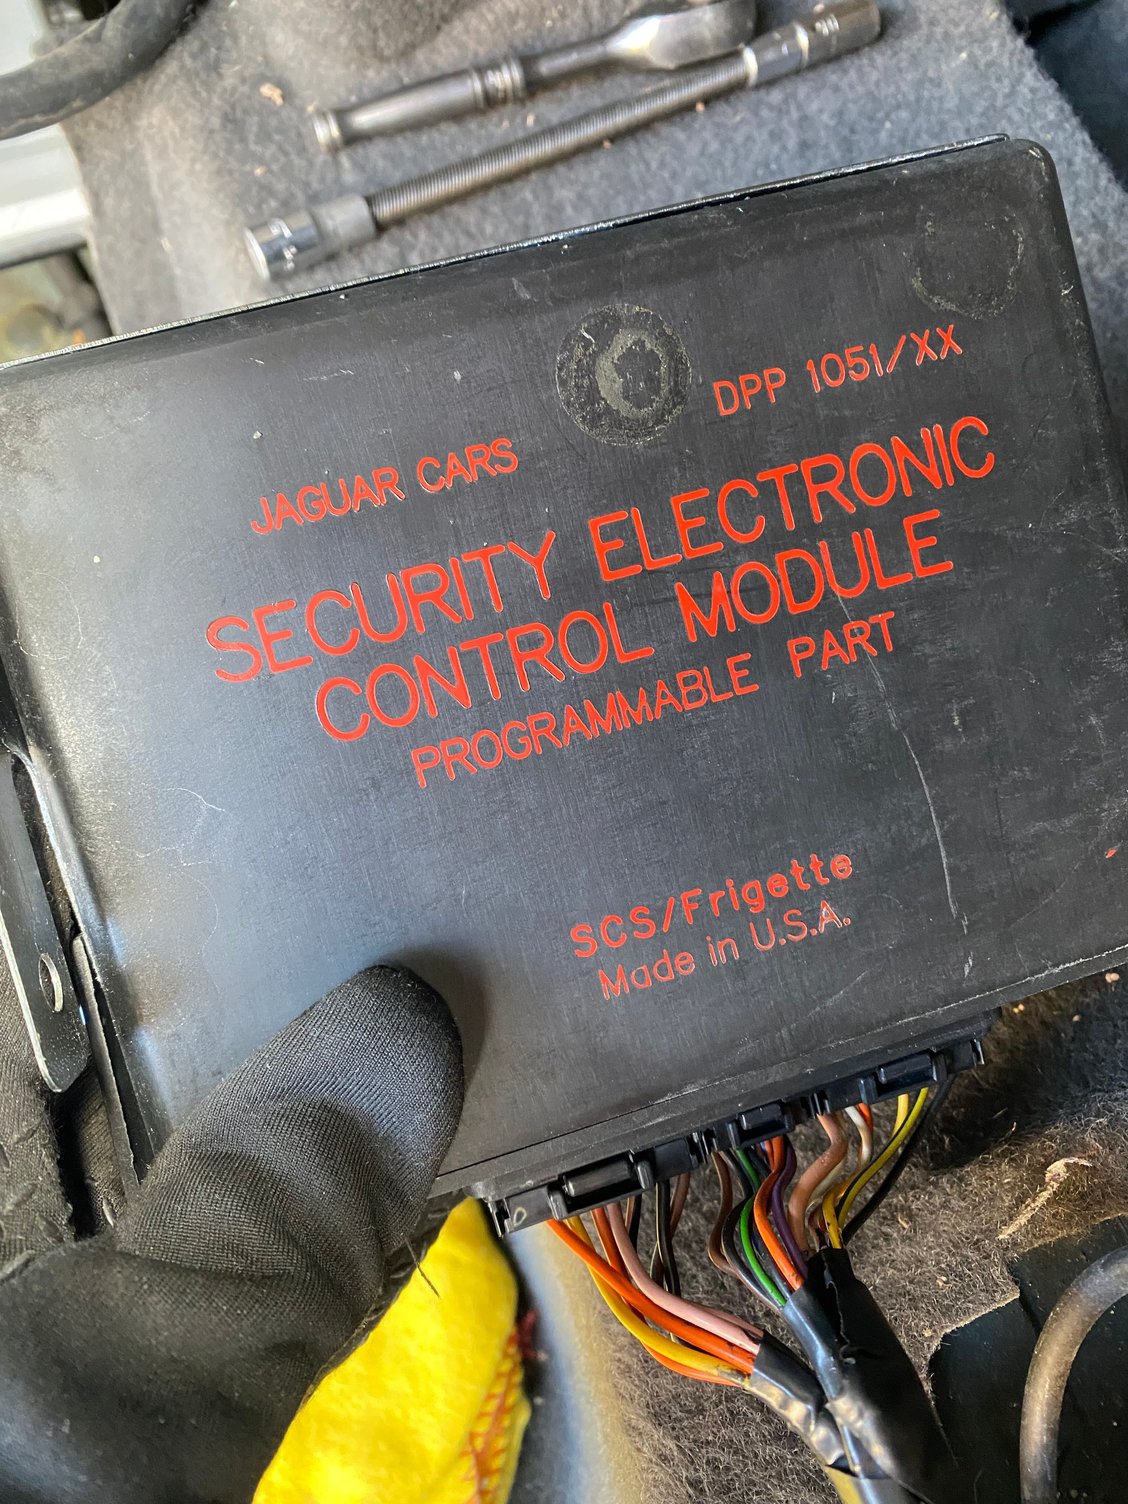 JAGUAR CARS
DPP 1051/XX
SECURITY ELECTRONIC
CONTROL MODULE
PROGRAMMABLE PART
SCS/Frigette
Made in U.S.A.